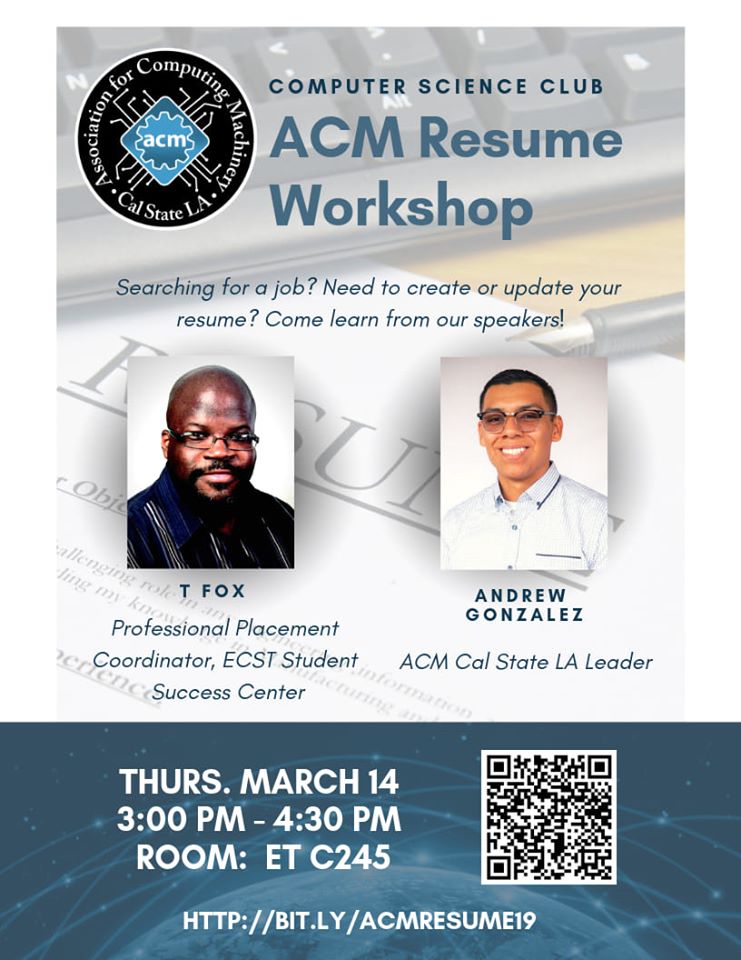 Association for Computing Machinery
• Cal State LA •
acm
COMPUTER SCIENCE CLUB
ACM Resume
Workshop
Alt
N
Searching for a job? Need to create or update your
resume? Come learn from our speakers!
T FOX
Professional Placement
Coordinator, ECST Student
Success Center
ANDREW
GONZALEZ
ACM Cal State LA Leader
THURS. MARCH 14
3:00 PM - 4:30 PM
ROOM: ET C245
HTTP://BIT.LY/ACMRESUME19